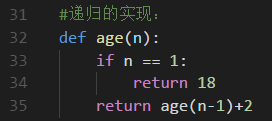 31 #递归的实现:
32 def age(n):
33 if n == 1:
34 return 18
35 return age(n-1)+2